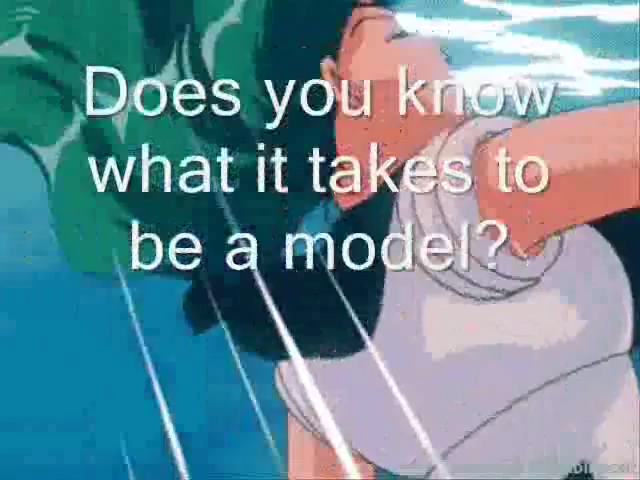 Does you know
what it takes to
be a model?